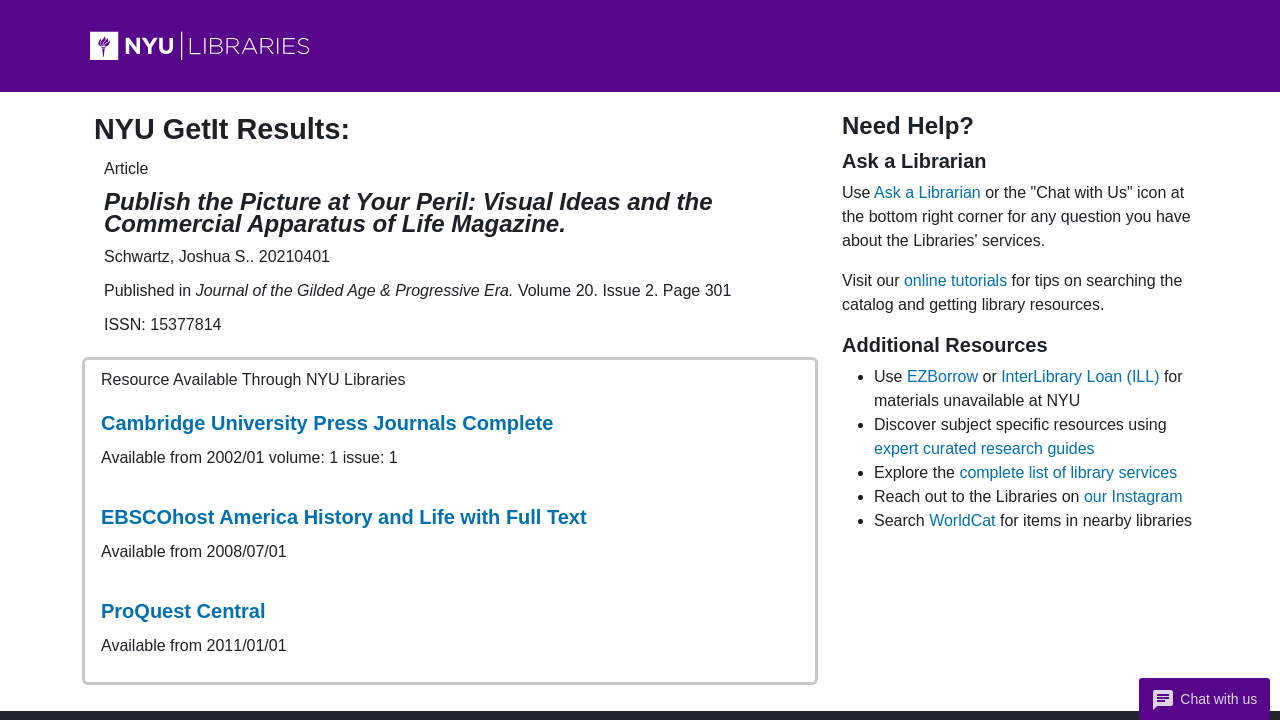 NYU LIBRARIES
NYU GetIt Results:
Article
Publish the Picture at Your Peril: Visual Ideas and the
Commercial Apparatus of Life Magazine.
Schwartz, Joshua S.. 20210401
Published in Journal of the Gilded Age & Progressive Era. Volume 20. Issue 2. Page 301
ISSN: 15377814
Resource Available Through NYU Libraries
Cambridge University Press Journals Complete
Available from 2002/01 volume: 1 issue: 1
EBSCOhost America History and Life with Full Text
Available from 2008/07/01
ProQuest Central
Available from 2011/01/01
Need Help?
Ask a Librarian
Use Ask a Librarian or the "Chat with Us" icon at
the bottom right corner for any question you have
about the Libraries' services.
Visit our online tutorials for tips on searching the
catalog and getting library resources.
Additional Resources
• Use EZBorrow or InterLibrary Loan (ILL) for
materials unavailable at NYU
• Discover subject specific resources using
expert curated research guides
• Explore the complete list of library services
• Reach out to the Libraries on our Instagram
• Search WorldCat for items in nearby libraries
Chat with us